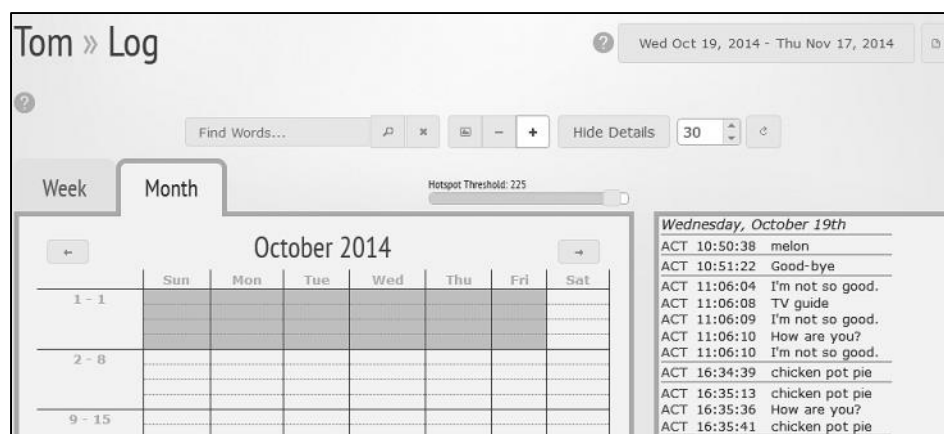 Tom » Log
? Wed Oct 19, 2014 - Thu Nov 17, 2014
?
Find Words... Hide Details 30
Week Month
Hotspot Threshold: 225
October 2014
Sun Mon Tue Wed Thu Fri Sat
1 - 1
2 - 8
9 - 15
Wednesday, October 19th
ACT 10:50:38 melon
ACT 10:51:22 Good-bye
ACT 11:06:04 I'm not so good.
ACT 11:06:08 TV guide
ACT 11:06:09 I'm not so good.
ACT 11:06:10 How are you?
ACT 11:06:10 I'm not so good.
ACT 16:34:39 chicken pot pie
ACT 16:35:13 chicken pot pie
ACT 16:35:36 How are you?
ACT 16:35:41 chicken pot pie